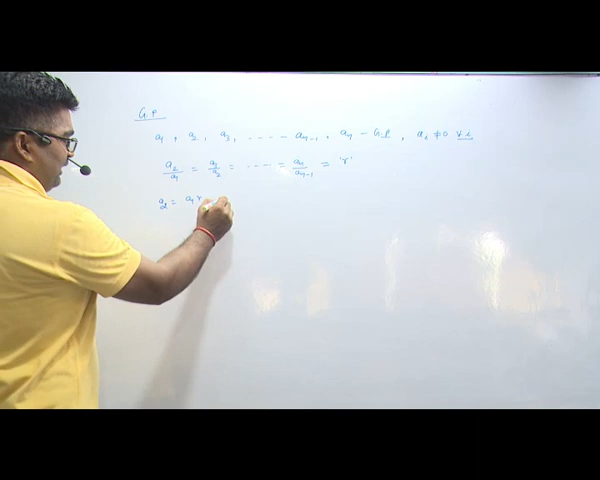 G.P
a₁, a₂, a₃, ------ aₙ₋₁, aₙ - G.P, aᵢ ≠ 0 ∀ i
a₂/a₁ = a₃/a₂ = ----- = aₙ/aₙ₋₁ = 'r'
a₂ = a₁ r